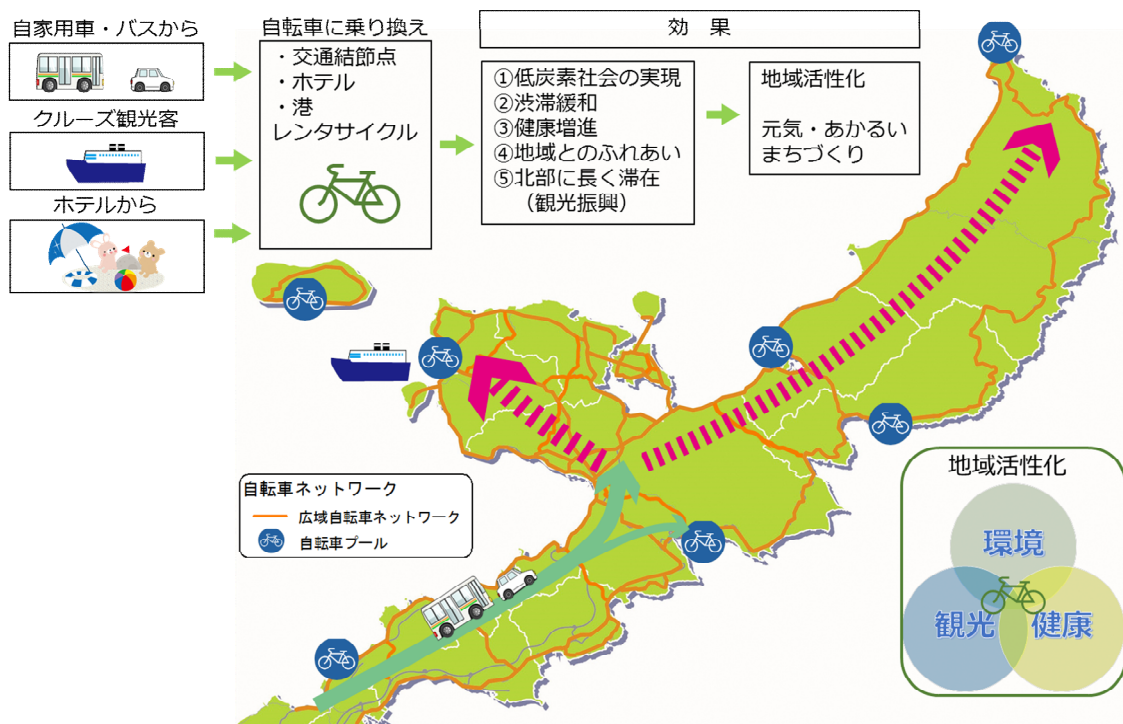 自家用車・バスから
クルーズ観光客
ホテルから
自転車に乗り換え
・交通結節点
・ホテル
・港
レンタサイクル
効　果
①低炭素社会の実現
②渋滞緩和
③健康増進
④地域とのふれあい
⑤北部に長く滞在
（観光振興）
地域活性化
元気・あかるい
まちづくり
自転車ネットワーク
広域自転車ネットワーク
自転車プール
地域活性化
環境
観光
健康